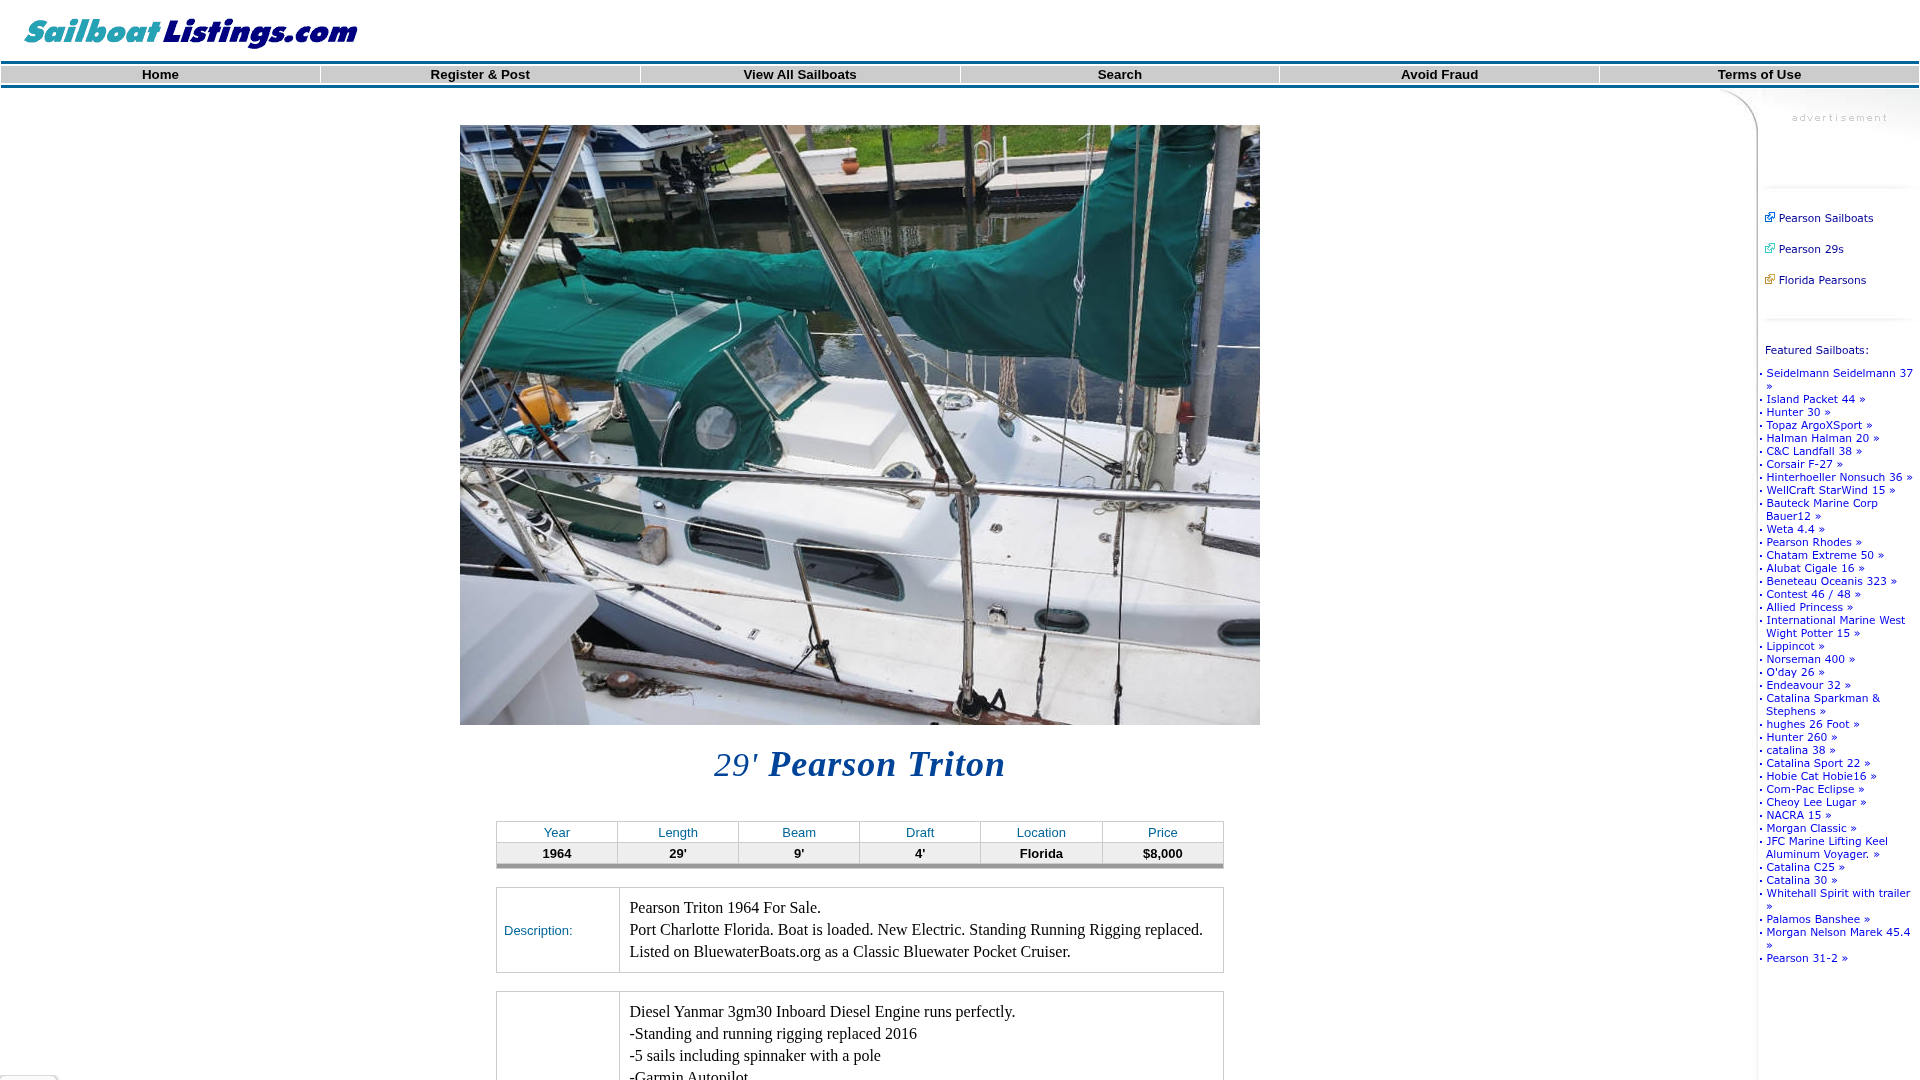 SailboatListings.com
Home
Register & Post
View All Sailboats
Search
Avoid Fraud
Terms of Use
advertisement
Pearson Sailboats
Pearson 29s
Florida Pearsons
Featured Sailboats:
· Seidelmann Seidelmann 37
»
· Island Packet 44 »
· Hunter 30 »
· Topaz ArgoXSport »
· Halman Halman 20 »
· C&C Landfall 38 »
· Corsair F-27 »
· Hinterhoeller Nonsuch 36 »
· WellCraft StarWind 15 »
· Bauteck Marine Corp
Bauer12 »
· Weta 4.4 »
· Pearson Rhodes »
· Chatam Extreme 50 »
· Alubat Cigale 16 »
· Beneteau Oceanis 323 »
· Contest 46 / 48 »
· Allied Princess »
· International Marine West
Wight Potter 15 »
· Lippincot »
· Norseman 400 »
· O'day 26 »
· Endeavour 32 »
· Catalina Sparkman &
Stephens »
· hughes 26 Foot »
· Hunter 260 »
· catalina 38 »
· Catalina Sport 22 »
· Hobie Cat Hobie16 »
· Com-Pac Eclipse »
· Cheoy Lee Lugar »
· NACRA 15 »
· Morgan Classic »
· JFC Marine Lifting Keel
Aluminum Voyager. »
· Catalina C25 »
· Catalina 30 »
· Whitehall Spirit with trailer
»
· Palamos Banshee »
· Morgan Nelson Marek 45.4
»
· Pearson 31-2 »
29' Pearson Triton
Year Length Beam Draft Location Price
1964 29' 9' 4' Florida $8,000
Description:
Pearson Triton 1964 For Sale.
Port Charlotte Florida. Boat is loaded. New Electric. Standing Running Rigging replaced.
Listed on BluewaterBoats.org as a Classic Bluewater Pocket Cruiser.
Diesel Yanmar 3gm30 Inboard Diesel Engine runs perfectly.
-Standing and running rigging replaced 2016
-5 sails including spinnaker with a pole
-Garmin Autopilot